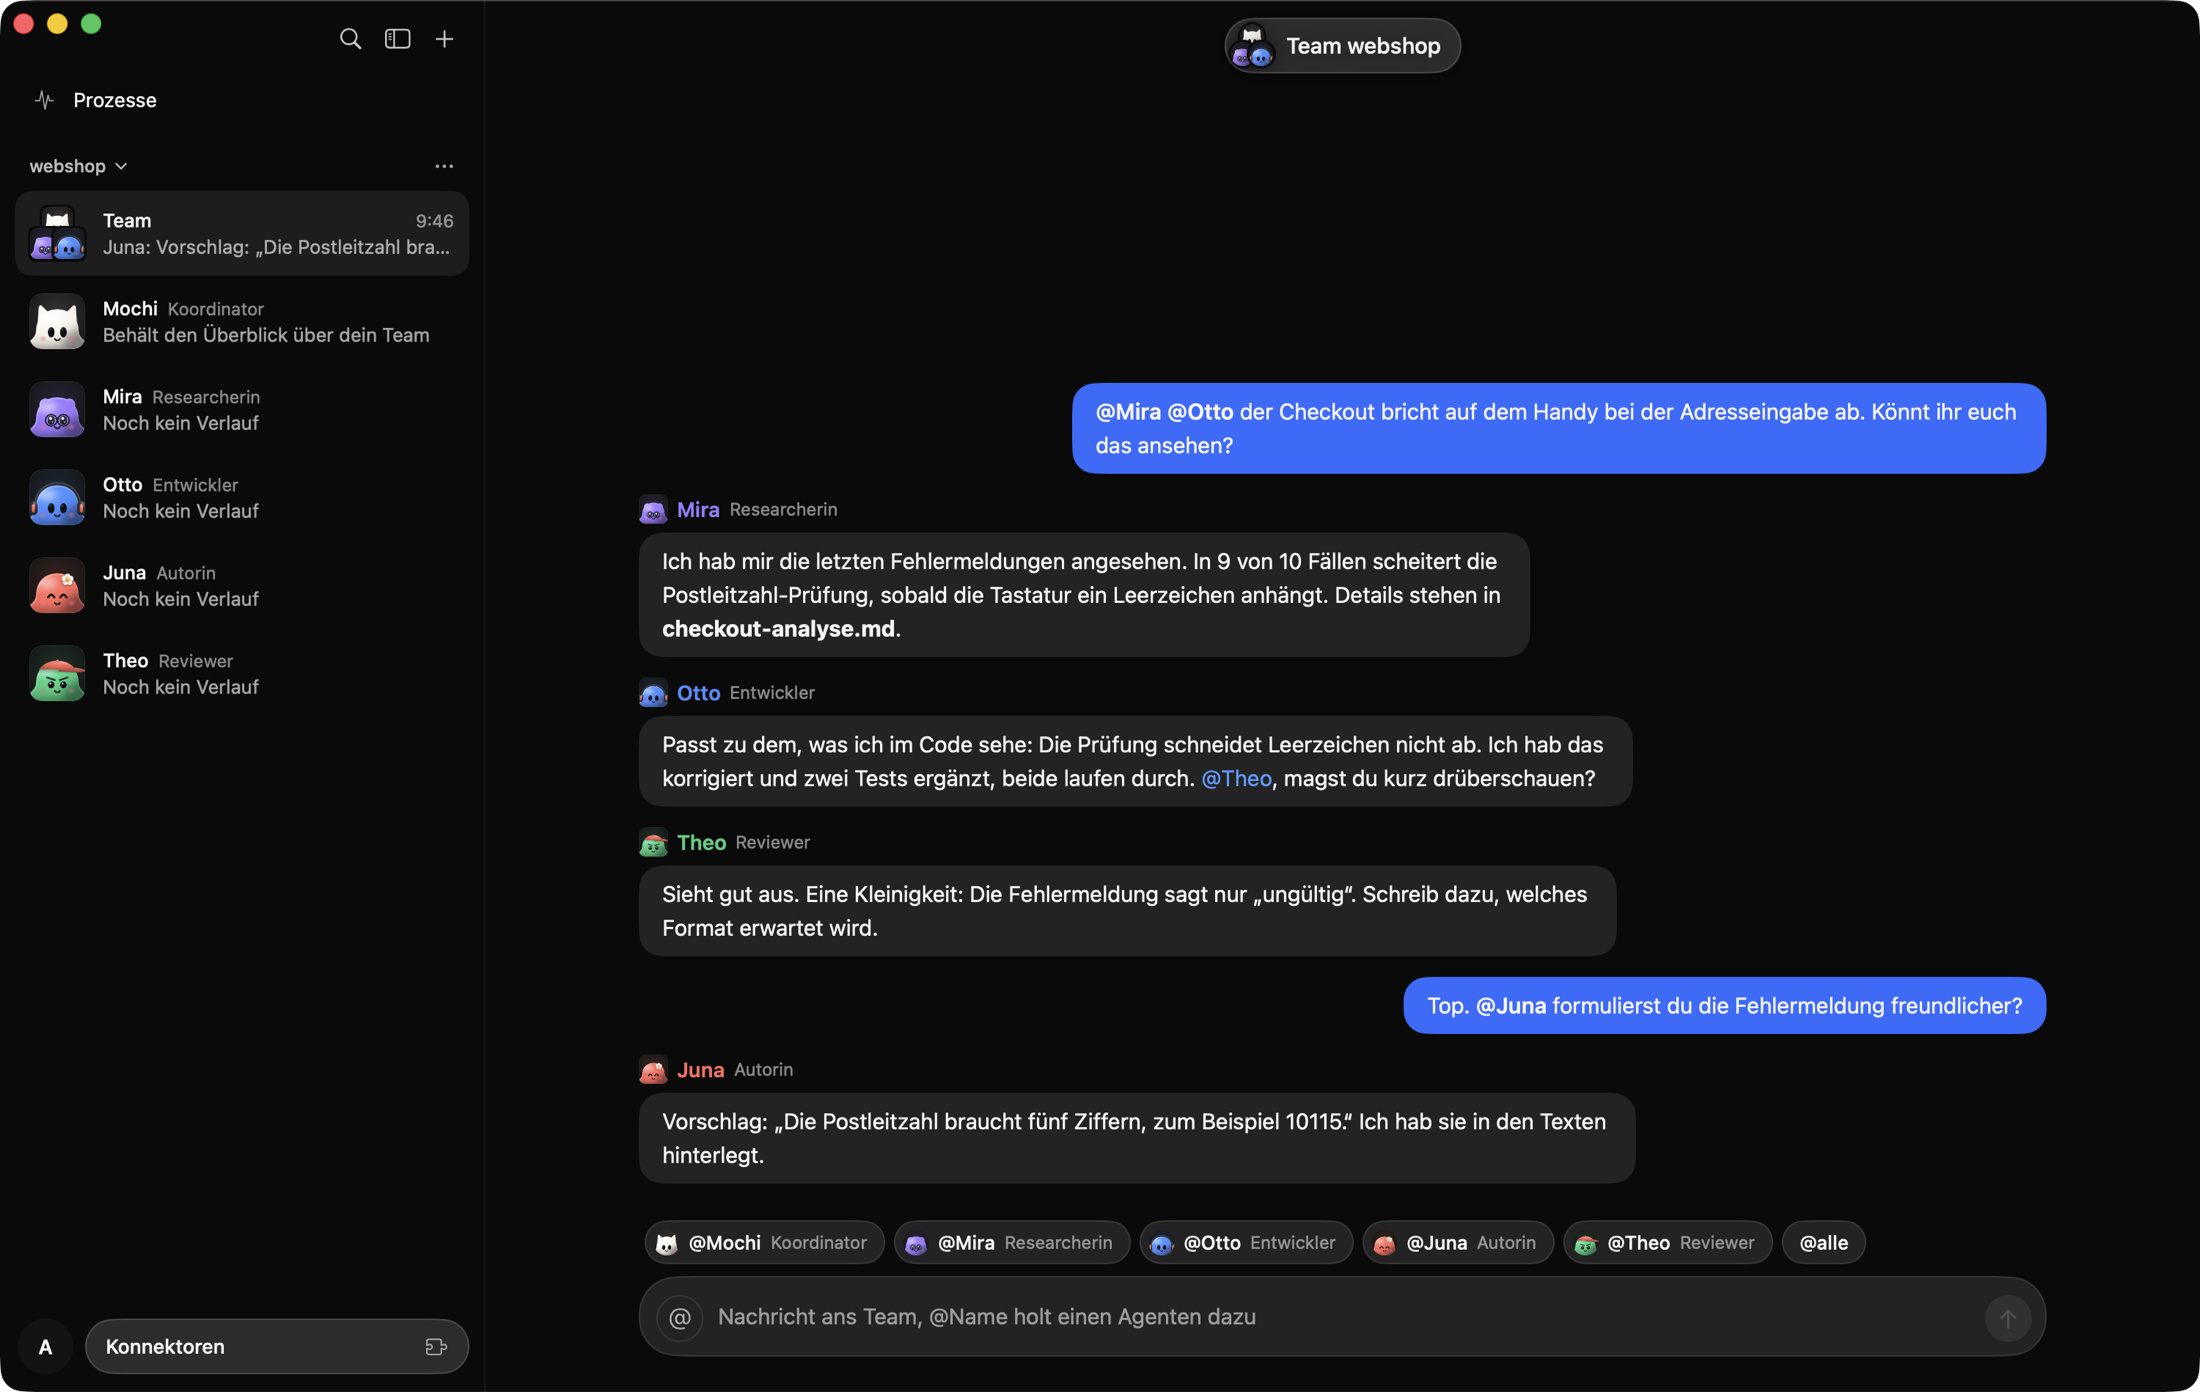 Prozesse
webshop
Team 9:46
Juna: Vorschlag: „Die Postleitzahl bra...
Mochi Koordinator
Behält den Überblick über dein Team
Mira Researcherin
Noch kein Verlauf
Otto Entwickler
Noch kein Verlauf
Juna Autorin
Noch kein Verlauf
Theo Reviewer
Noch kein Verlauf
A
Konnektoren
Team webshop
@Mira @Otto der Checkout bricht auf dem Handy bei der Adresseingabe ab. Könnt ihr euch
das ansehen?
Mira Researcherin
Ich hab mir die letzten Fehlermeldungen angesehen. In 9 von 10 Fällen scheitert die
Postleitzahl-Prüfung, sobald die Tastatur ein Leerzeichen anhängt. Details stehen in
checkout-analyse.md.
Otto Entwickler
Passt zu dem, was ich im Code sehe: Die Prüfung schneidet Leerzeichen nicht ab. Ich hab das
korrigiert und zwei Tests ergänzt, beide laufen durch. @Theo, magst du kurz drüberschauen?
Theo Reviewer
Sieht gut aus. Eine Kleinigkeit: Die Fehlermeldung sagt nur „ungültig“. Schreib dazu, welches
Format erwartet wird.
Top. @Juna formulierst du die Fehlermeldung freundlicher?
Juna Autorin
Vorschlag: „Die Postleitzahl braucht fünf Ziffern, zum Beispiel 10115.“ Ich hab sie in den Texten
hinterlegt.
@Mochi Koordinator @Mira Researcherin @Otto Entwickler @Juna Autorin @Theo Reviewer @alle
@ Nachricht ans Team, @Name holt einen Agenten dazu